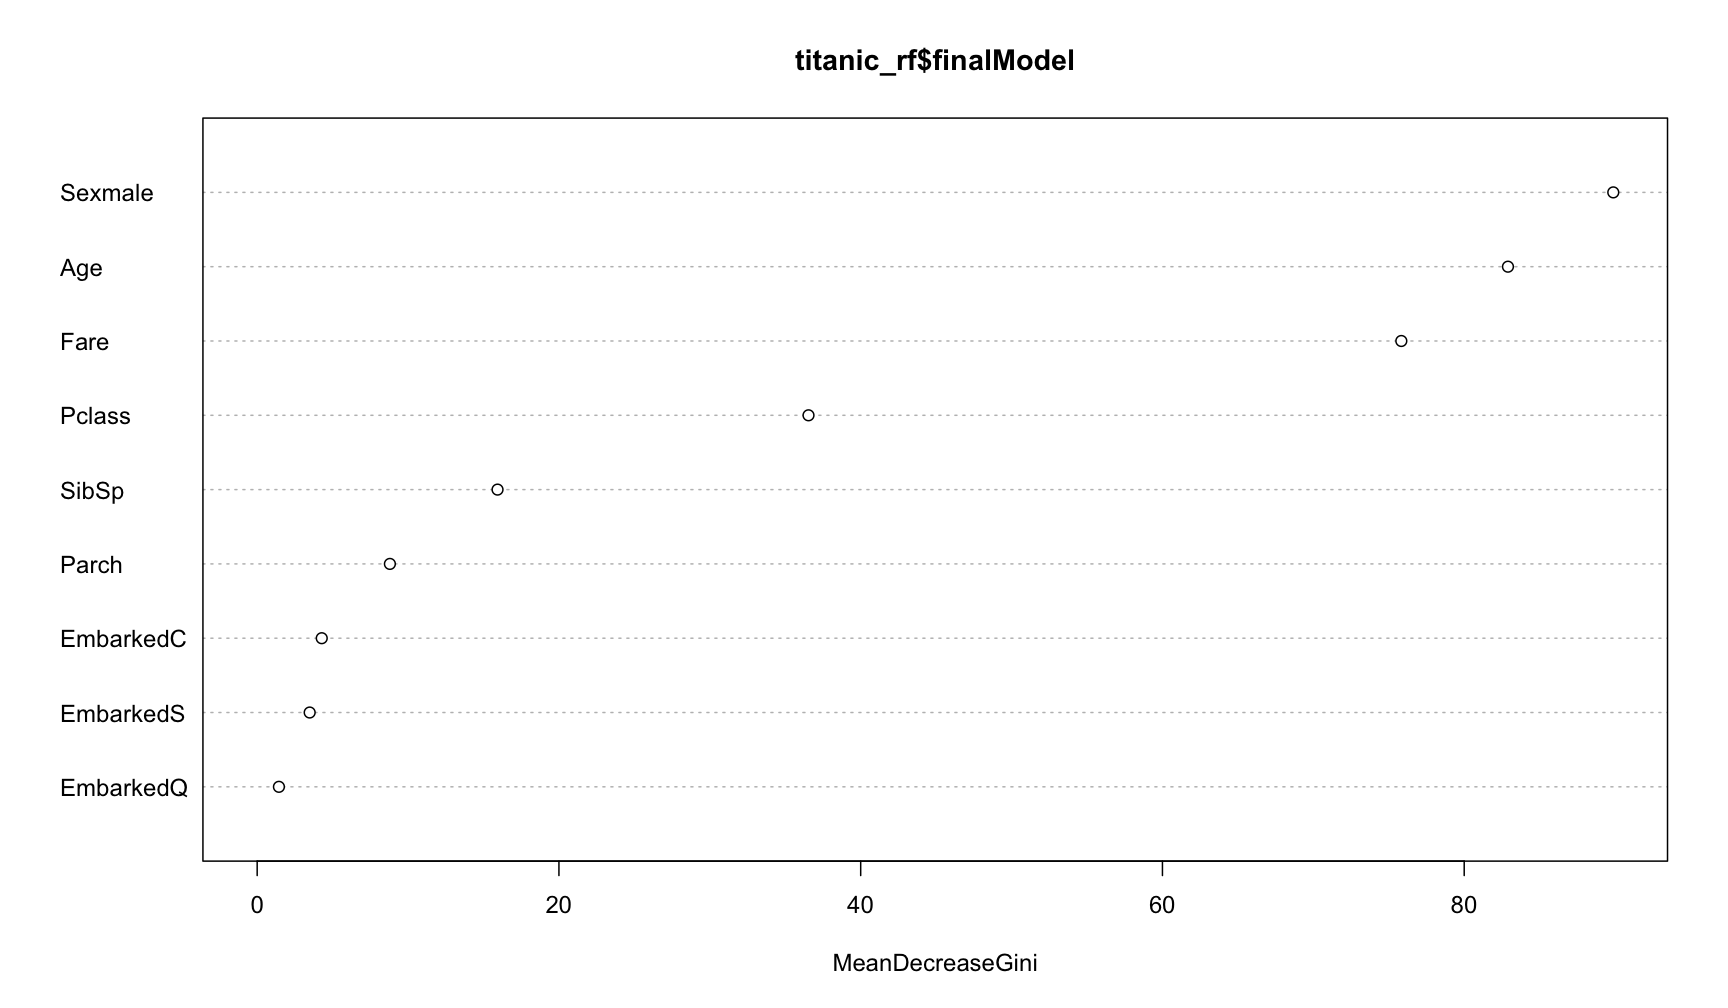 titanic_rf$finalModel
Sexmale
Age
Fare
Pclass
SibSp
Parch
EmbarkedC
EmbarkedS
EmbarkedQ
0 20 40 60 80
MeanDecreaseGini